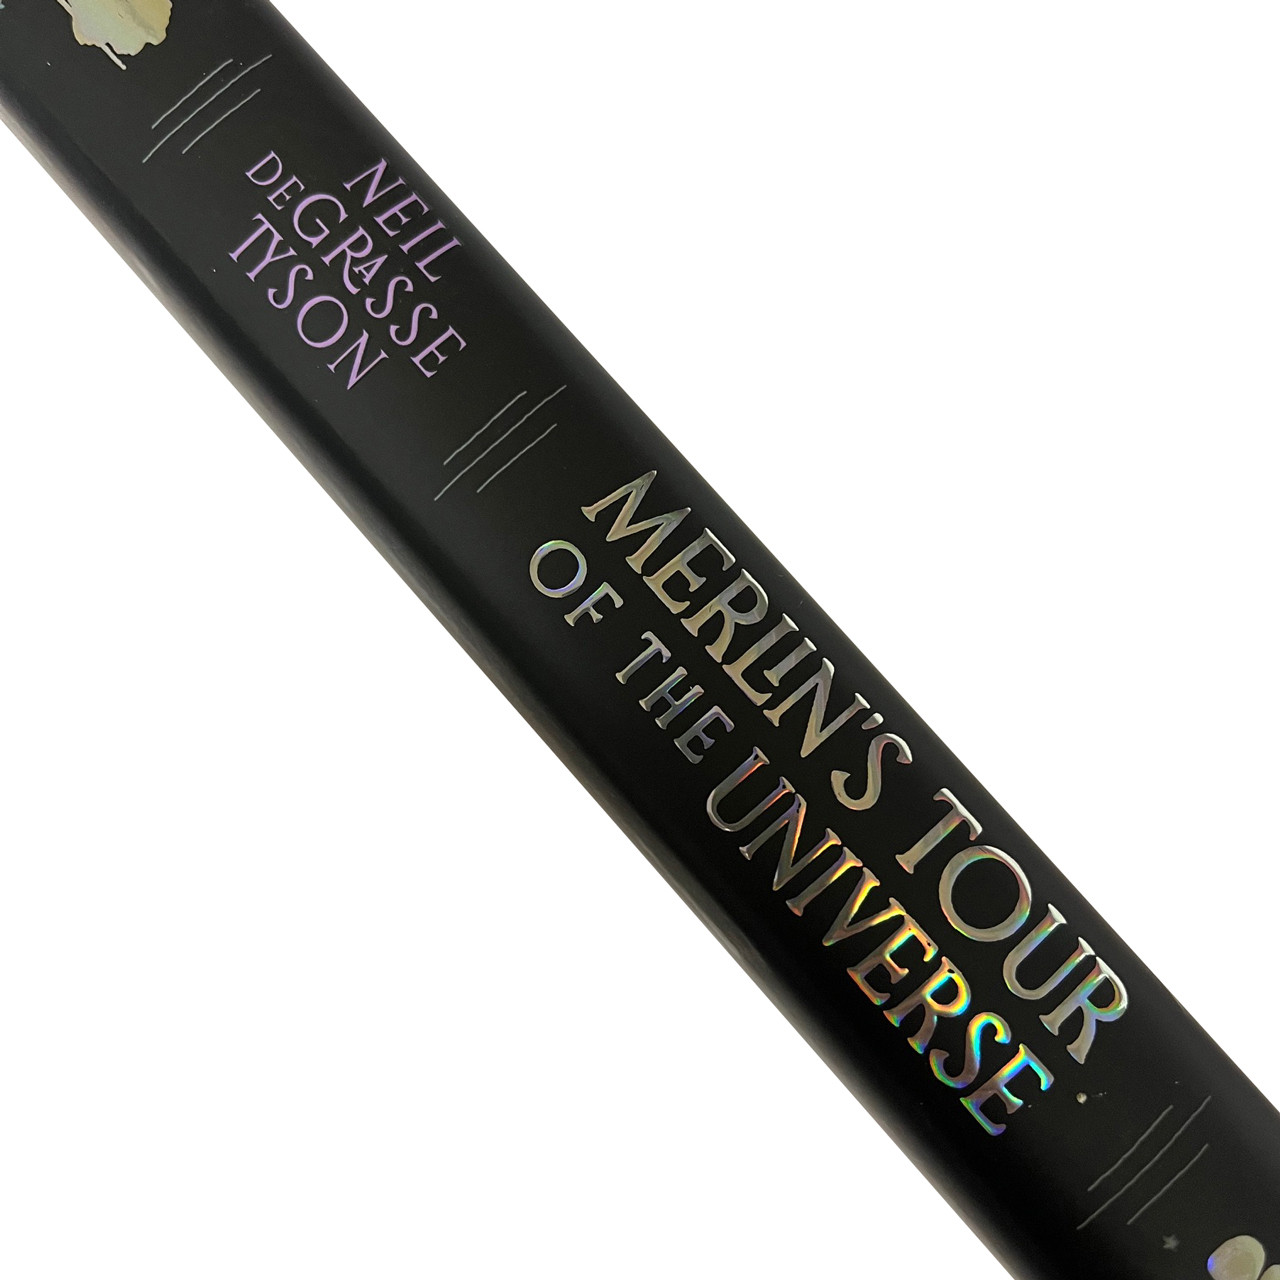 NEIL
DEGRASSE
TYSON
MERLIN'S TOUR
OF THE UNIVERSE